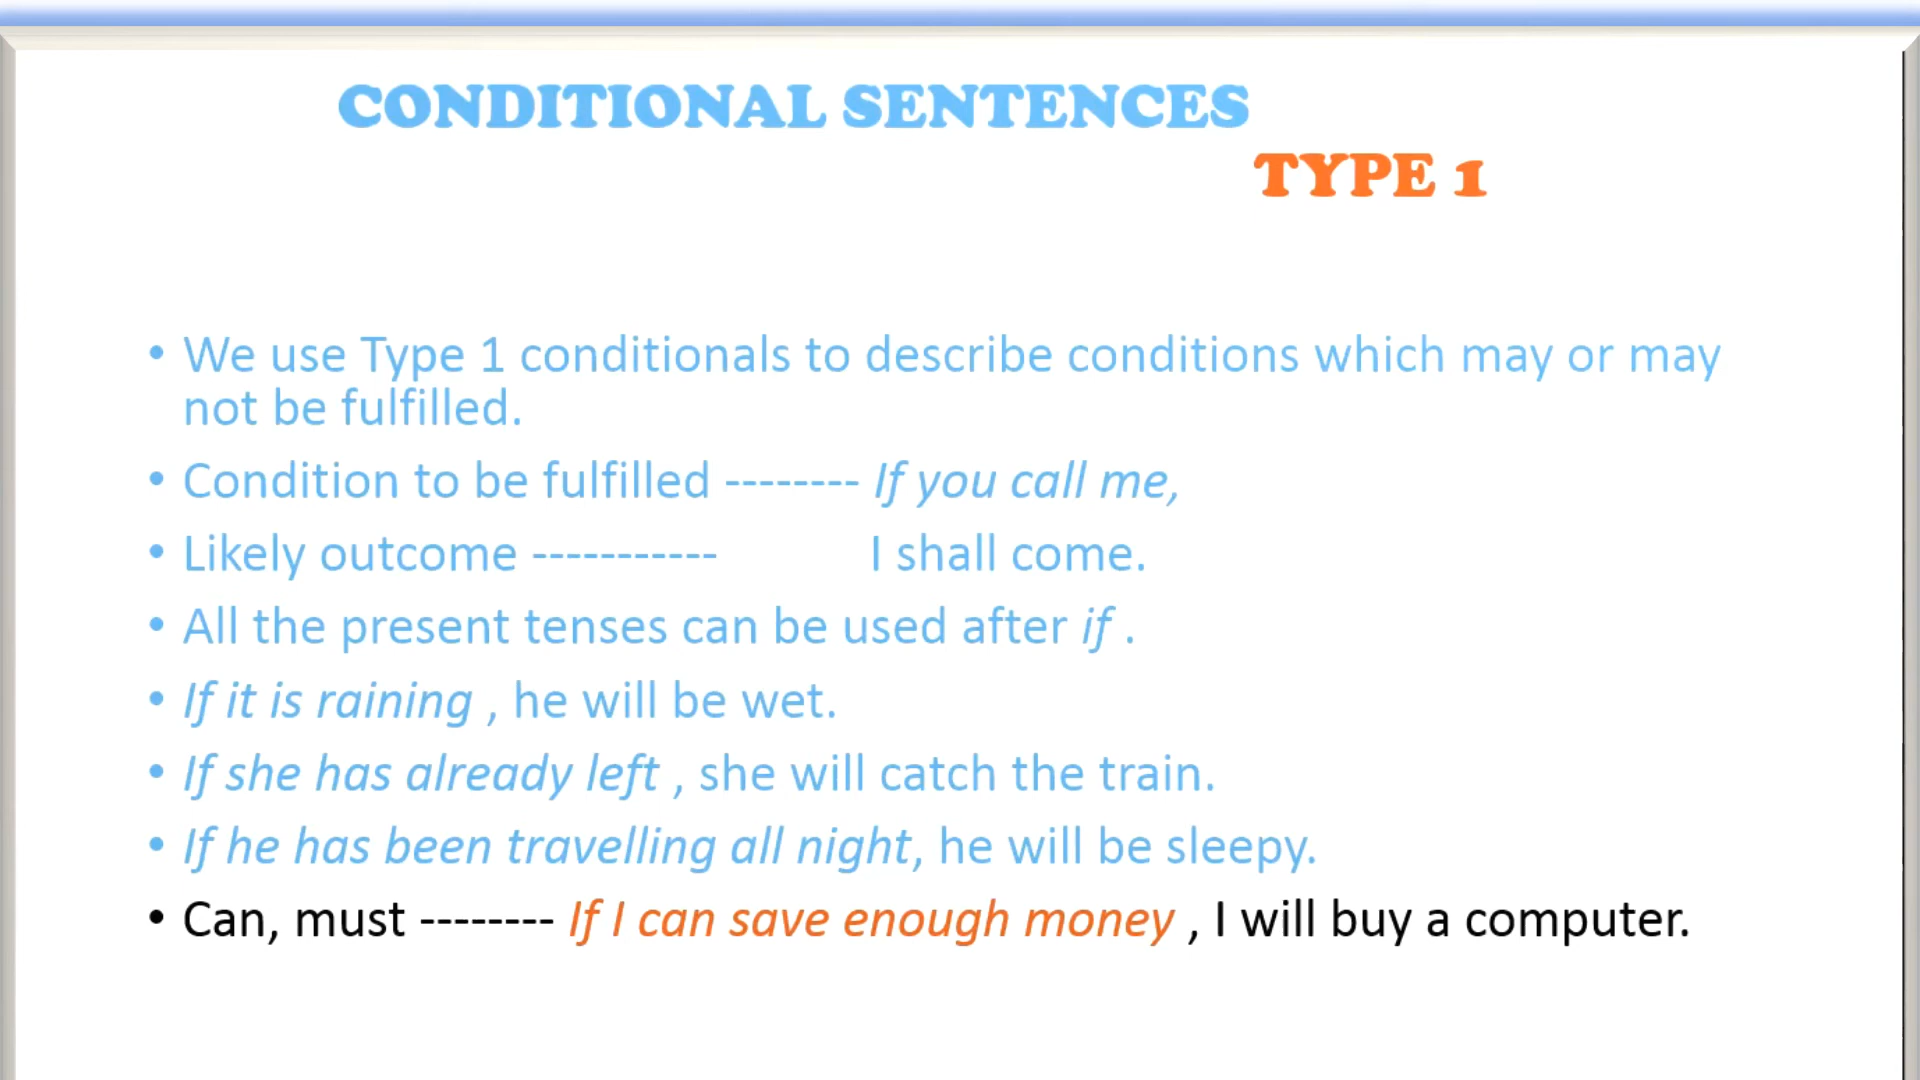 CONDITIONAL SENTENCES
TYPE 1
• We use Type 1 conditionals to describe conditions which may or may
not be fulfilled.
• Condition to be fulfilled -------- If you call me,
• Likely outcome ----------- I shall come.
• All the present tenses can be used after if .
• If it is raining , he will be wet.
• If she has already left , she will catch the train.
• If he has been travelling all night, he will be sleepy.
• Can, must -------- If I can save enough money , I will buy a computer.